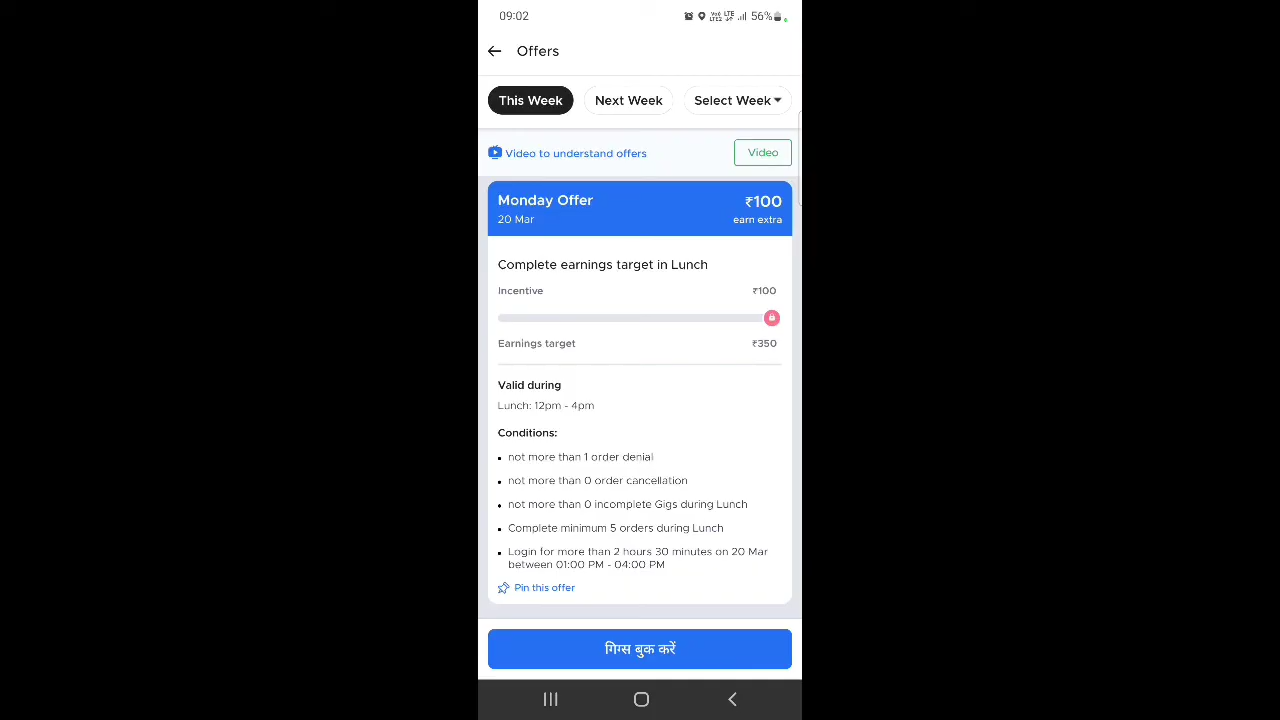 09:02
56%
Offers
This Week
Next Week
Select Week
Video to understand offers
Video
Monday Offer
₹100
20 Mar
earn extra
Complete earnings target in Lunch
Incentive
₹100
Earnings target
₹350
Valid during
Lunch: 12pm - 4pm
Conditions:
not more than 1 order denial
not more than 0 order cancellation
not more than 0 incomplete Gigs during Lunch
Complete minimum 5 orders during Lunch
Login for more than 2 hours 30 minutes on 20 Mar
between 01:00 PM - 04:00 PM
Pin this offer
गिग्स बुक करें